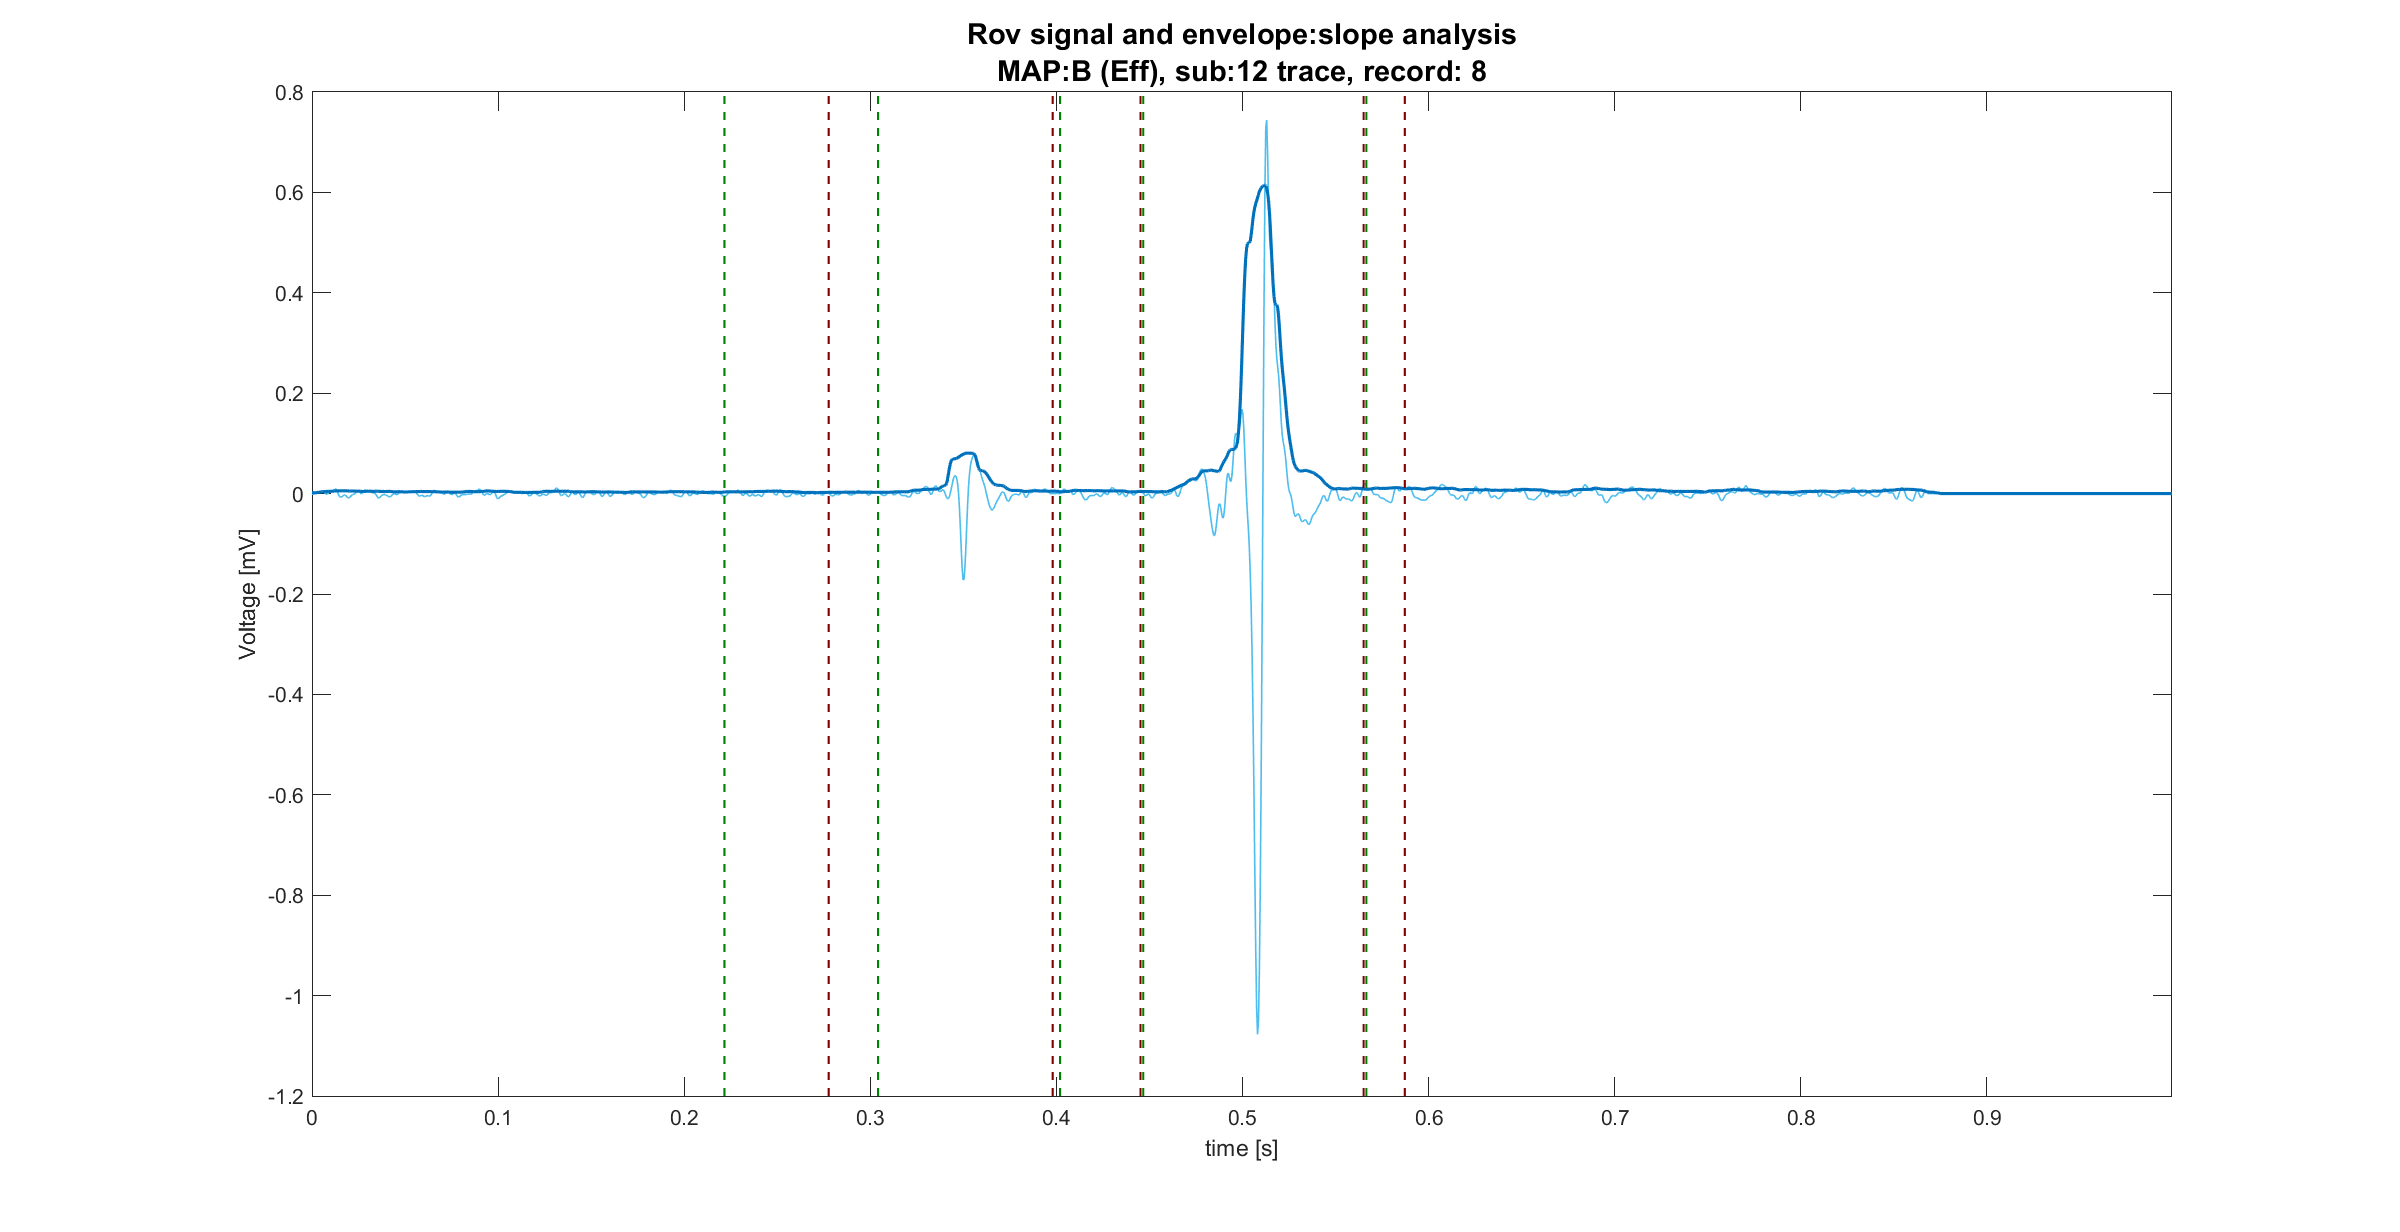 Rov signal and envelope:slope analysis
MAP:B (Eff), sub:12 trace, record: 8
0.8
0.6
0.4
0.2
0
-0.2
-0.4
-0.6
-0.8
-1
-1.2
Voltage [mV]
0 0.1 0.2 0.3 0.4 0.5 0.6 0.7 0.8 0.9
time [s]